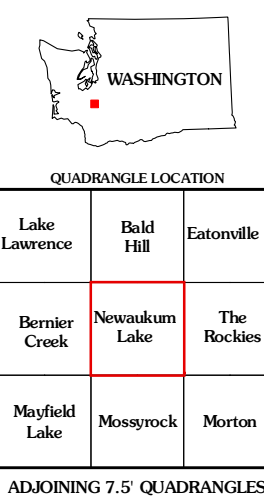 WASHINGTON
QUADRANGLE LOCATION
Lake
Lawrence
Bald
Hill
Eatonville
Bernier
Creek
Newaukum
Lake
The
Rockies
Mayfield
Lake
Mossyrock
Morton
ADJOINING 7.5' QUADRANGLES